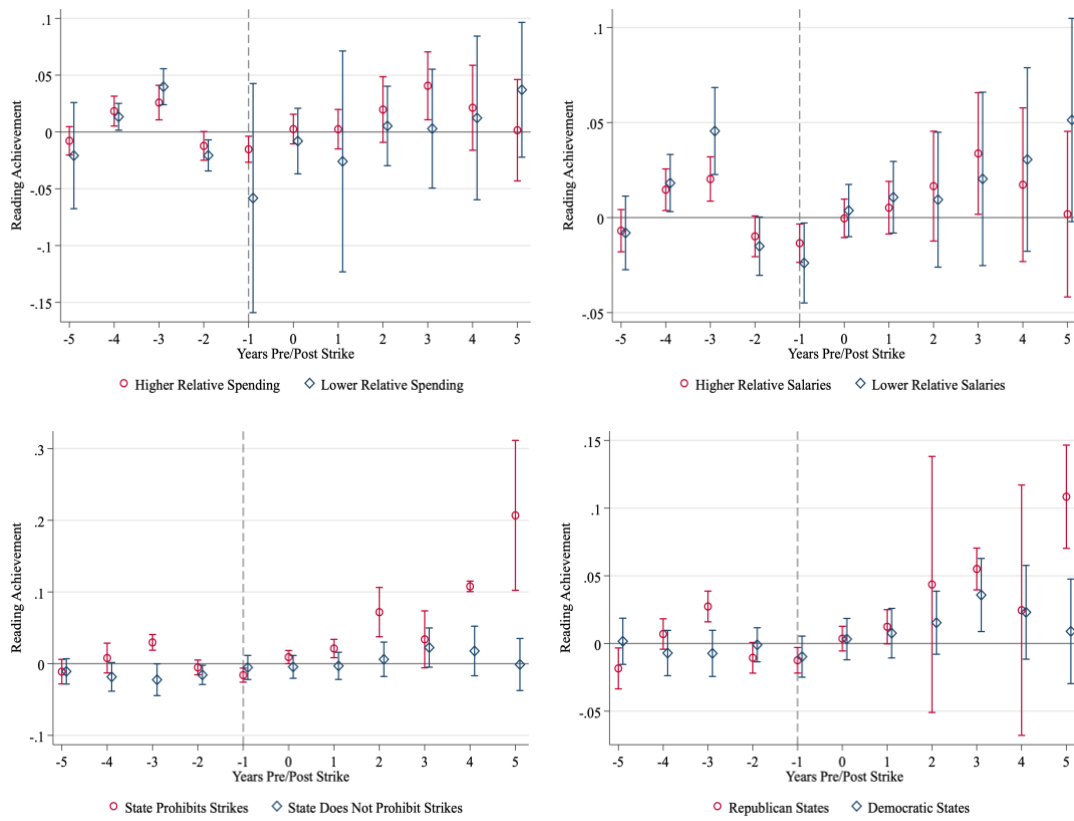 .1
.05
0
-.05
-.1
-.15
Reading Achievement
-5 -4 -3 -2 -1 0 1 2 3 4 5
Years Pre/Post Strike
Higher Relative Spending Lower Relative Spending
.1
.05
0
-.05
Reading Achievement
-5 -4 -3 -2 -1 0 1 2 3 4 5
Years Pre/Post Strike
Higher Relative Salaries Lower Relative Salaries
.3
.2
.1
0
-.1
Reading Achievement
-5 -4 -3 -2 -1 0 1 2 3 4 5
Years Pre/Post Strike
State Prohibits Strikes State Does Not Prohibit Strikes
.15
.1
.05
0
-.05
Reading Achievement
-5 -4 -3 -2 -1 0 1 2 3 4 5
Years Pre/Post Strike
Republican States Democratic States